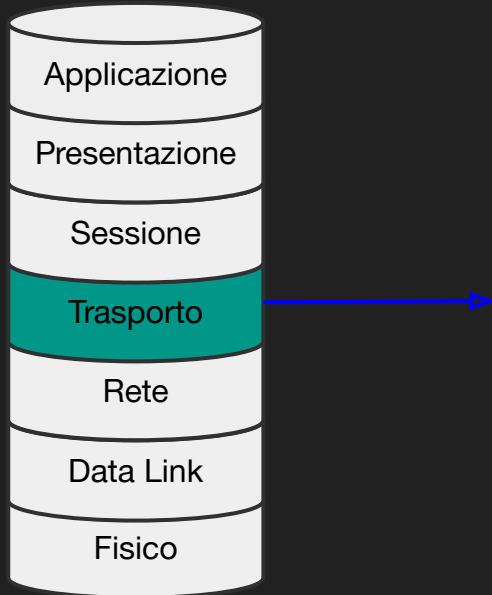 Applicazione
Presentazione
Sessione
Trasporto
Rete
Data Link
Fisico